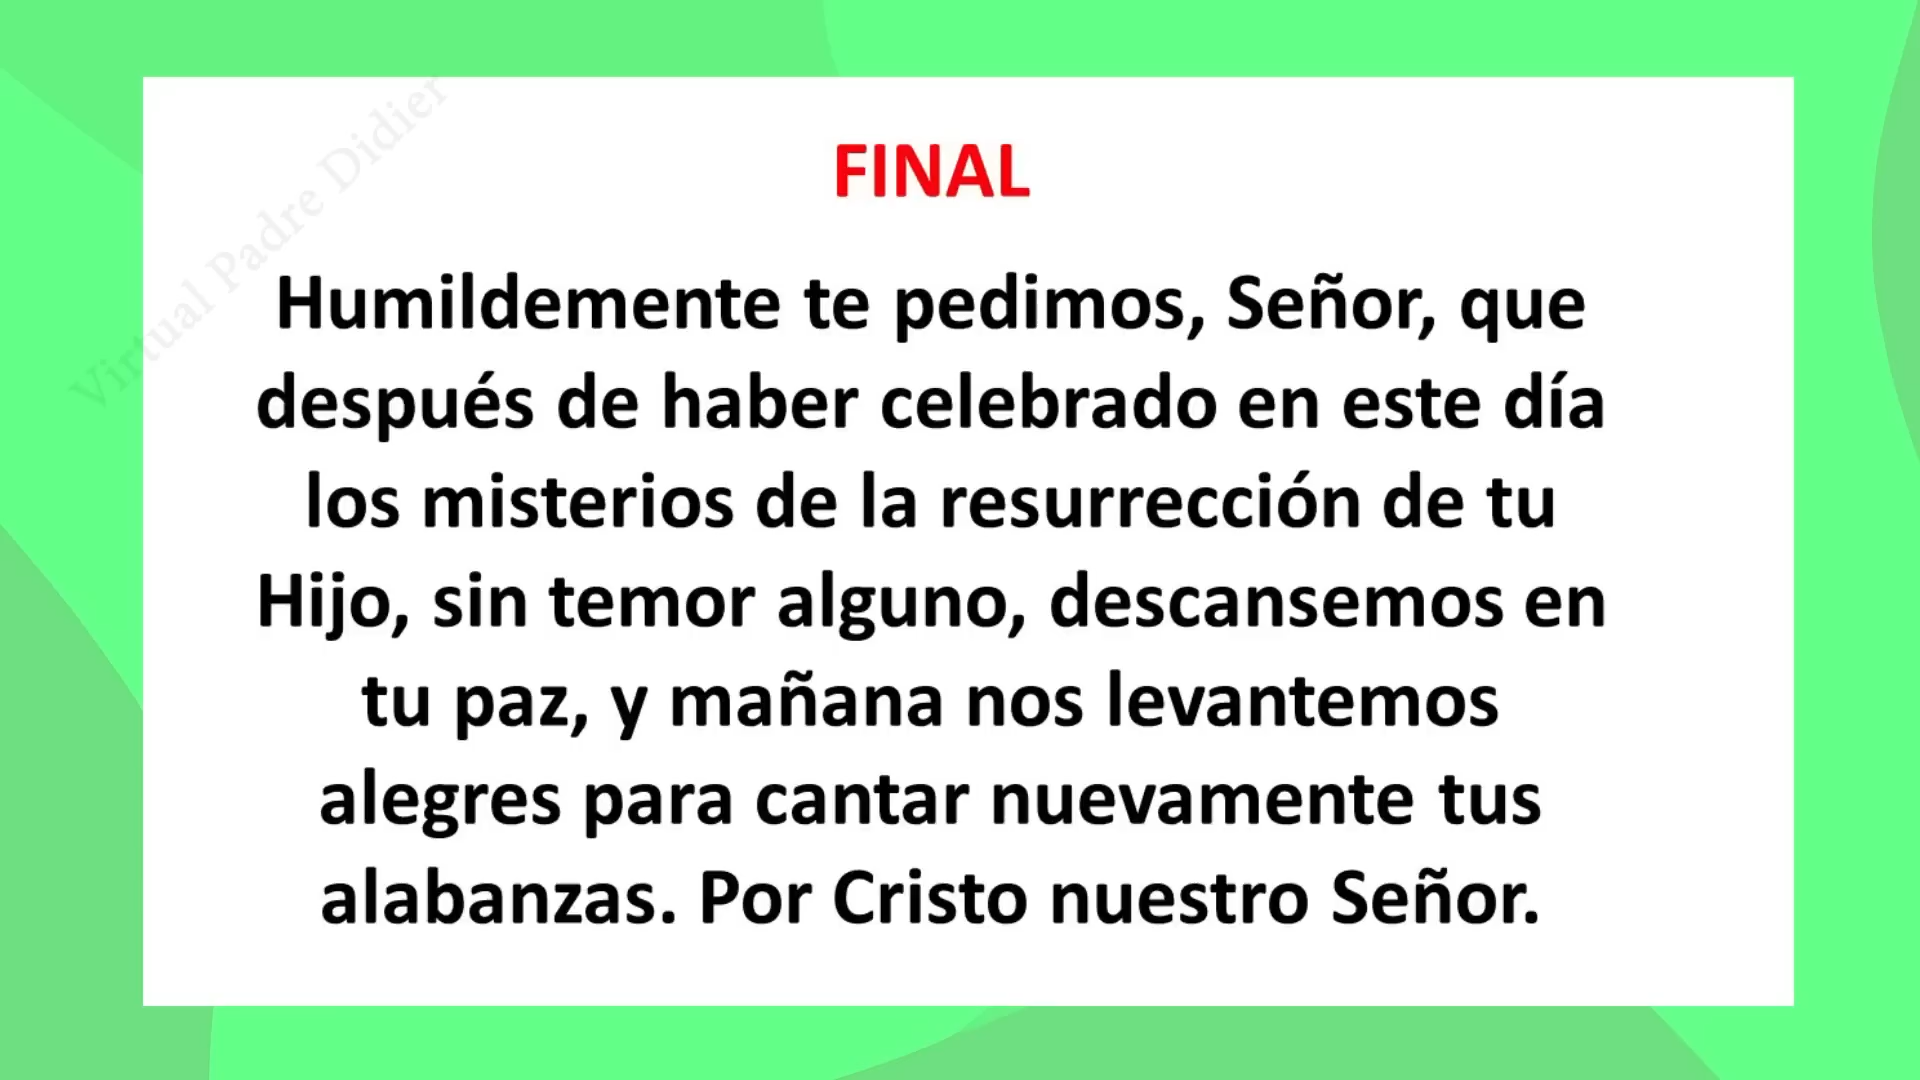 Virtual Padre Didier
FINAL
Humildemente te pedimos, Señor, que
después de haber celebrado en este día
los misterios de la resurrección de tu
Hijo, sin temor alguno, descansemos en
tu paz, y mañana nos levantemos
alegres para cantar nuevamente tus
alabanzas. Por Cristo nuestro Señor.